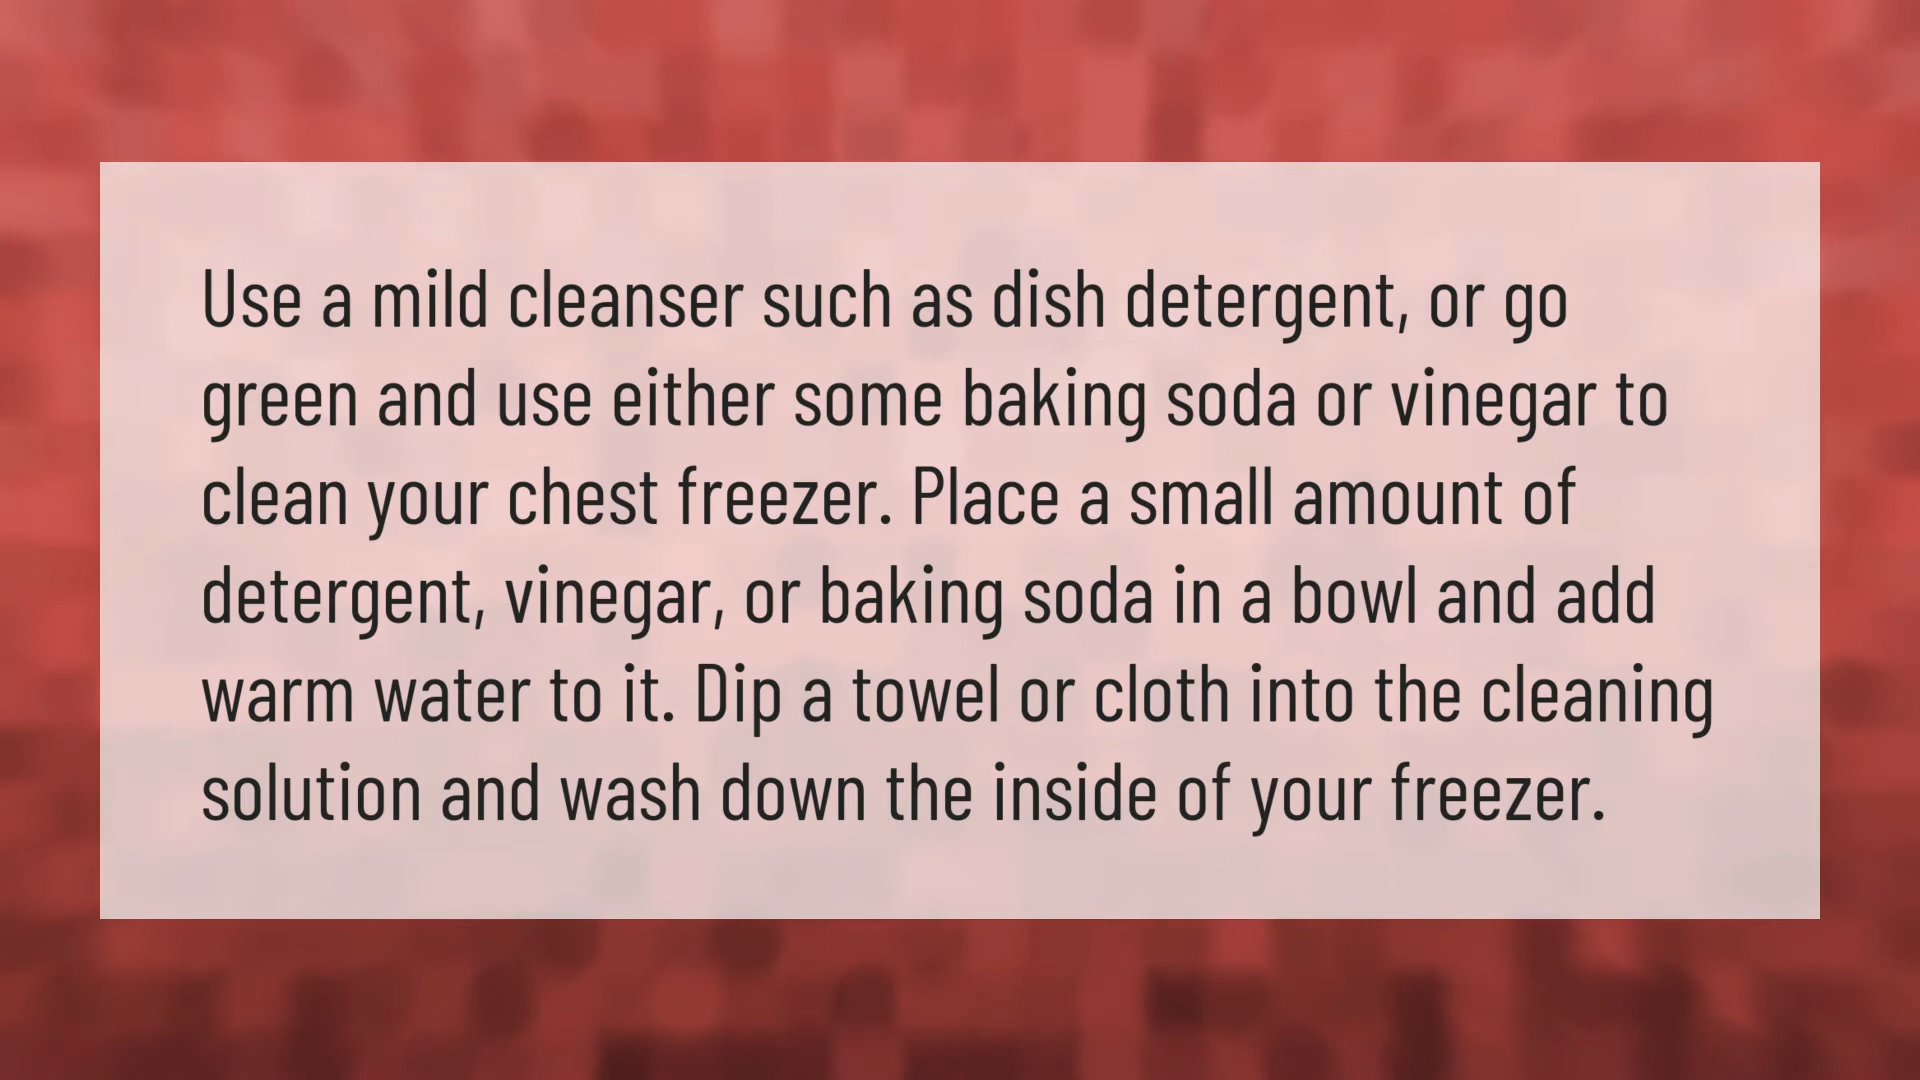 Use a mild cleanser such as dish detergent, or go
green and use either some baking soda or vinegar to
clean your chest freezer. Place a small amount of
detergent, vinegar, or baking soda in a bowl and add
warm water to it. Dip a towel or cloth into the cleaning
solution and wash down the inside of your freezer.